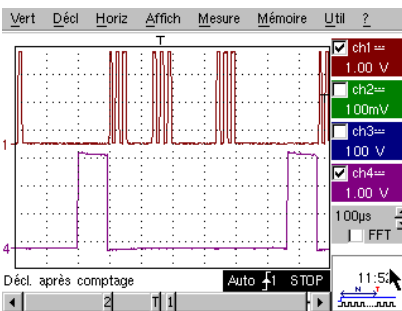 Vert Décl Horiz Affich Mesure Mémoire Util ?
T
ch1
1.00 V
ch2
100mV
ch3
100 V
ch4
1.00 V
100µs
FFT
1
4
Décl. après comptage Auto 1 STOP
11:52
N T
2 T 1